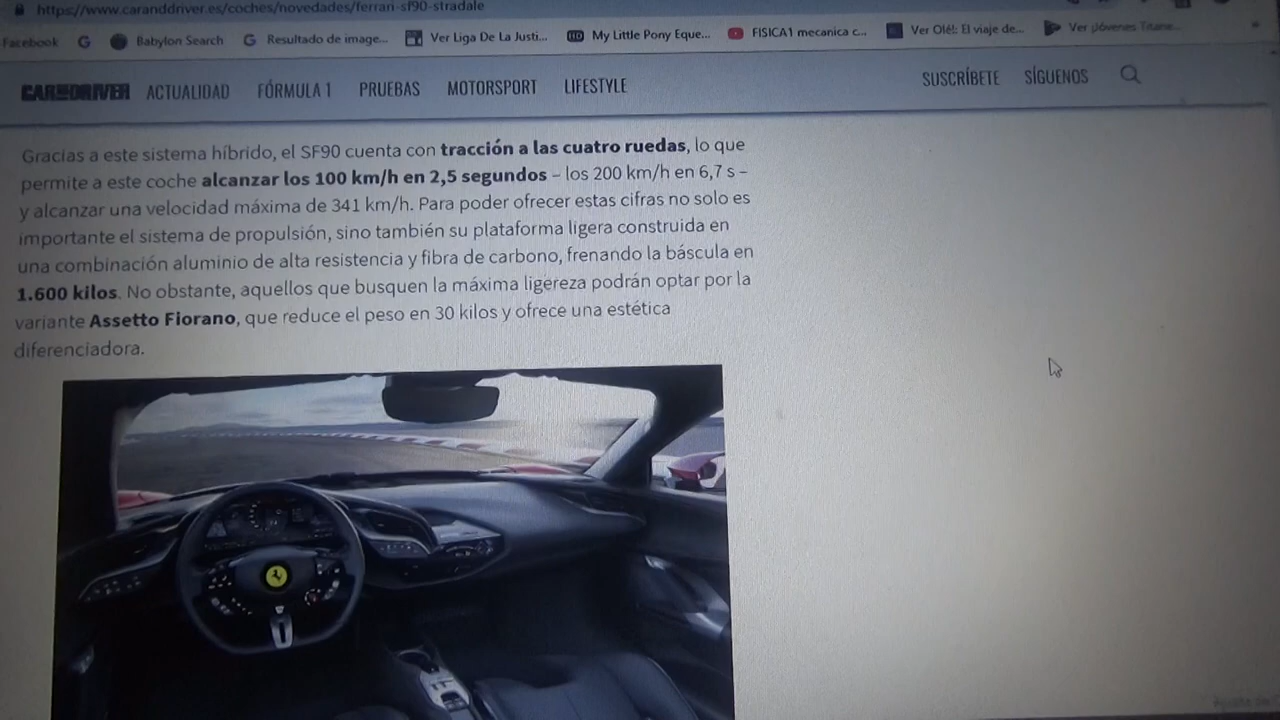 https://www.caranddriver.es/coches/novedades/ferrari-sf90-stradale
Facebook Babylon Search Resultado de image... Ver Liga De La Justi... My Little Pony Eque... FISICA1 mecanica c... Ver Olé!: El viaje de... Ver ¡Jóvenes Titane...
CAR AND DRIVER ACTUALIDAD FÓRMULA 1 PRUEBAS MOTORSPORT LIFESTYLE SUSCRÍBETE SÍGUENOS
Gracias a este sistema híbrido, el SF90 cuenta con tracción a las cuatro ruedas, lo que
permite a este coche alcanzar los 100 km/h en 2,5 segundos – los 200 km/h en 6,7 s –
y alcanzar una velocidad máxima de 341 km/h. Para poder ofrecer estas cifras no solo es
importante el sistema de propulsión, sino también su plataforma ligera construida en
una combinación aluminio de alta resistencia y fibra de carbono, frenando la báscula en
1.600 kilos. No obstante, aquellos que busquen la máxima ligereza podrán optar por la
variante Assetto Fiorano, que reduce el peso en 30 kilos y ofrece una estética
diferenciadora.